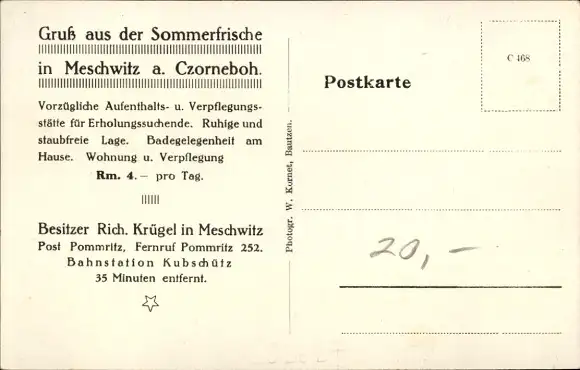 Gruß aus der Sommerfrische
in Meschwitz a. Czorneboh.
Vorzügliche Aufenthalts- u. Verpflegungs-
stätte für Erholungssuchende. Ruhige und
staubfreie Lage. Badegelegenheit am
Hause. Wohnung u. Verpflegung
Rm. 4.— pro Tag.
Besitzer Rich. Krügel in Meschwitz
Post Pommritz, Fernruf Pommritz 252.
Bahnstation Kubschütz
35 Minuten entfernt.
Photogr. W. Kornet, Bautzen.
Postkarte
C 468
20,—